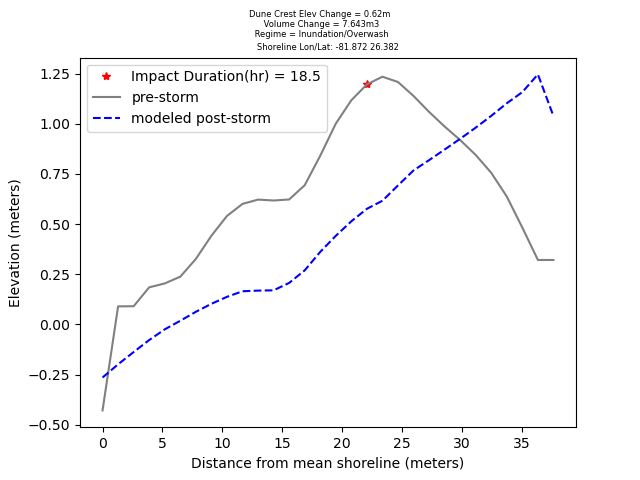 Dune Crest Elev Change = 0.62m
Volume Change = 7.643m3
Regime = Inundation/Overwash
Shoreline Lon/Lat: -81.872 26.382
Impact Duration(hr) = 18.5
pre-storm
modeled post-storm
1.25
1.00
0.75
0.50
0.25
0.00
−0.25
−0.50
Elevation (meters)
0 5 10 15 20 25 30 35
Distance from mean shoreline (meters)